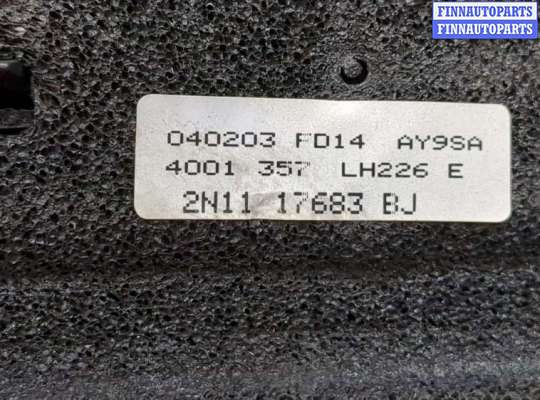 FINNAUTOPARTS
FINNAUTOPARTS
040203 FD14 AY9SA
4001 357 LH226 E
2N11 17683 BJ